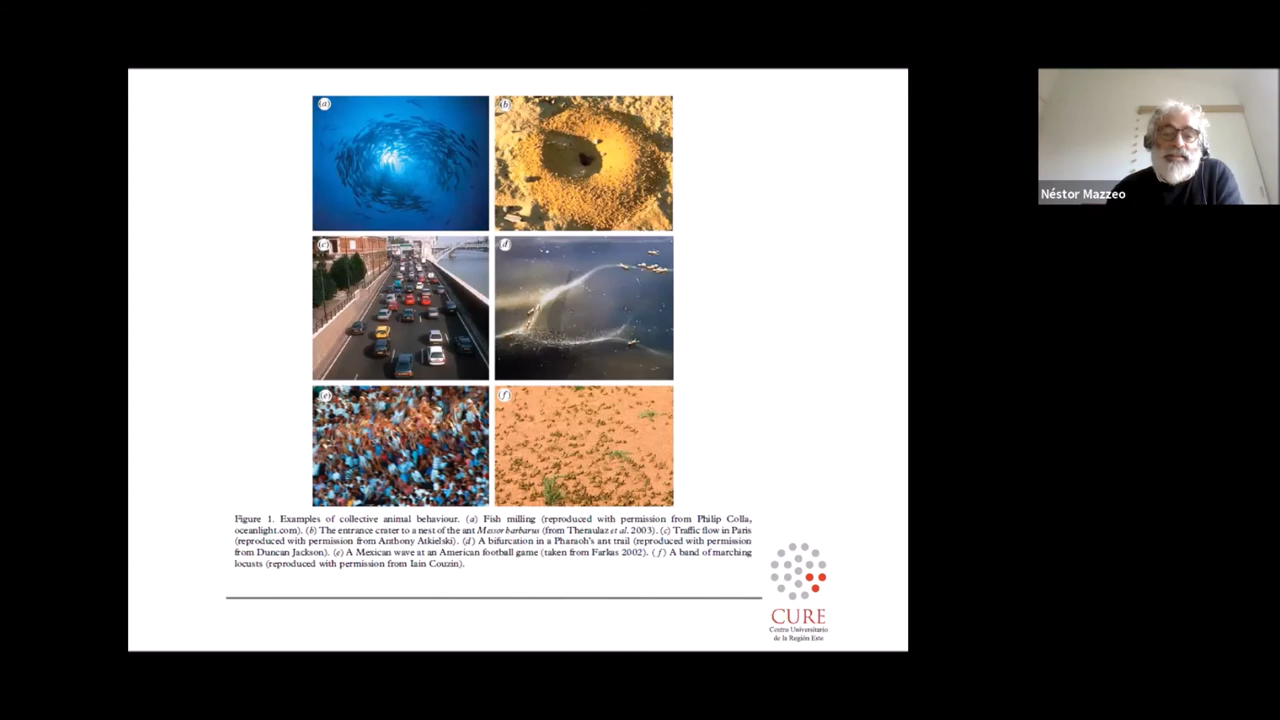 (a)
(b)
(c)
d
(e)
(f)
Figure 1. Examples of collective animal behaviour. (a) Fish milling (reproduced with permission from Philip Colla,
oceanlight.com). (b) The entrance crater to a nest of the ant Messor barbarus (from Theraulaz et al. 2003). (c) Traffic flow in Paris
(reproduced with permission from Anthony Atkielski). (d) A bifurcation in a Pharaoh's ant trail (reproduced with permission
from Duncan Jackson). (e) A Mexican wave at an American football game (taken from Farkas 2002). (f) A band of marching
locusts (reproduced with permission from Iain Couzin).
CURE
Centro Universitario
de la Región Este
Néstor Mazzeo